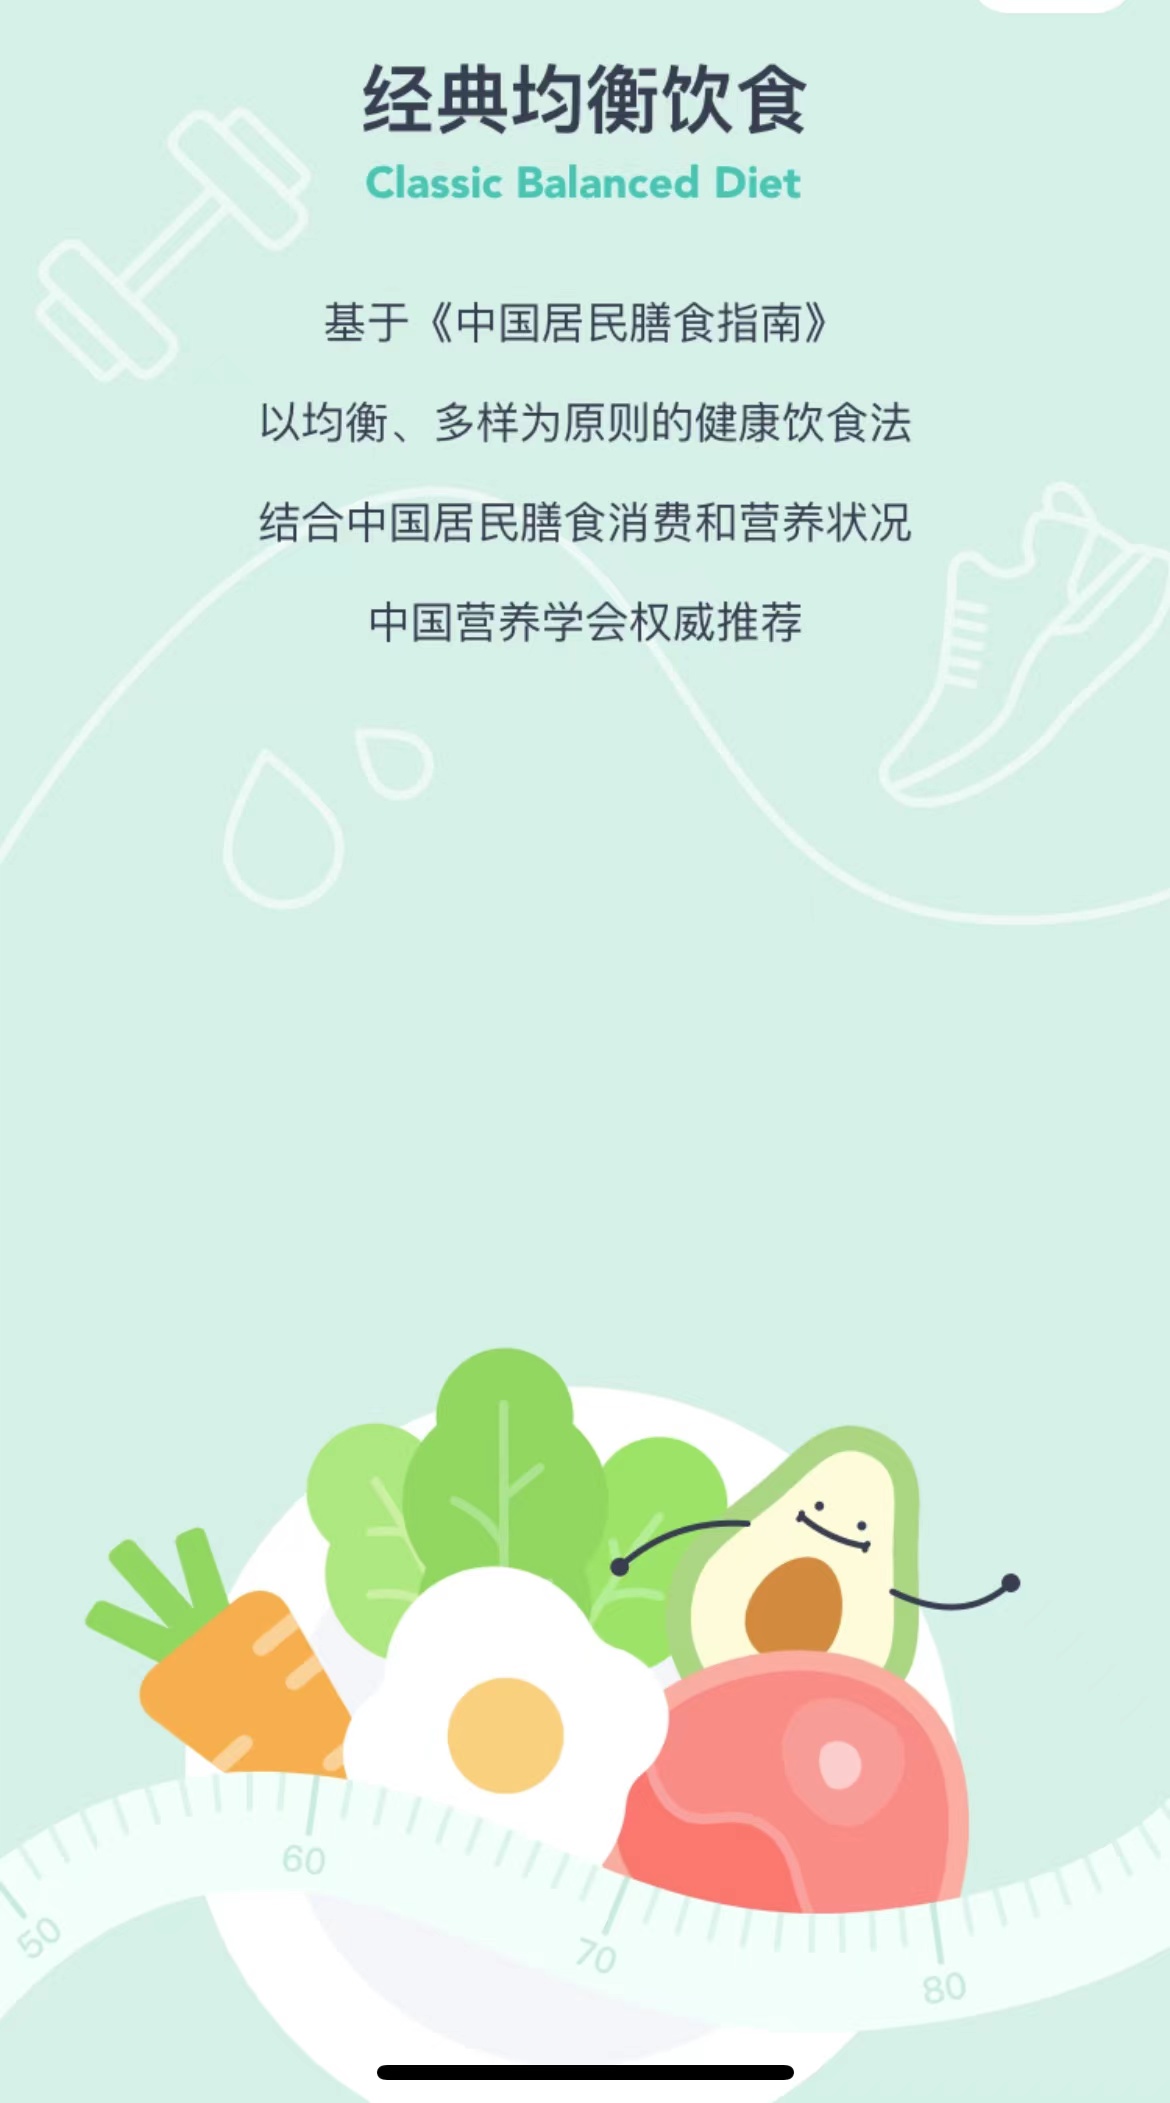 经典均衡饮食
Classic Balanced Diet
基于《中国居民膳食指南》
以均衡、多样为原则的健康饮食法
结合中国居民膳食消费和营养状况
中国营养学会权威推荐
50
60
70
80